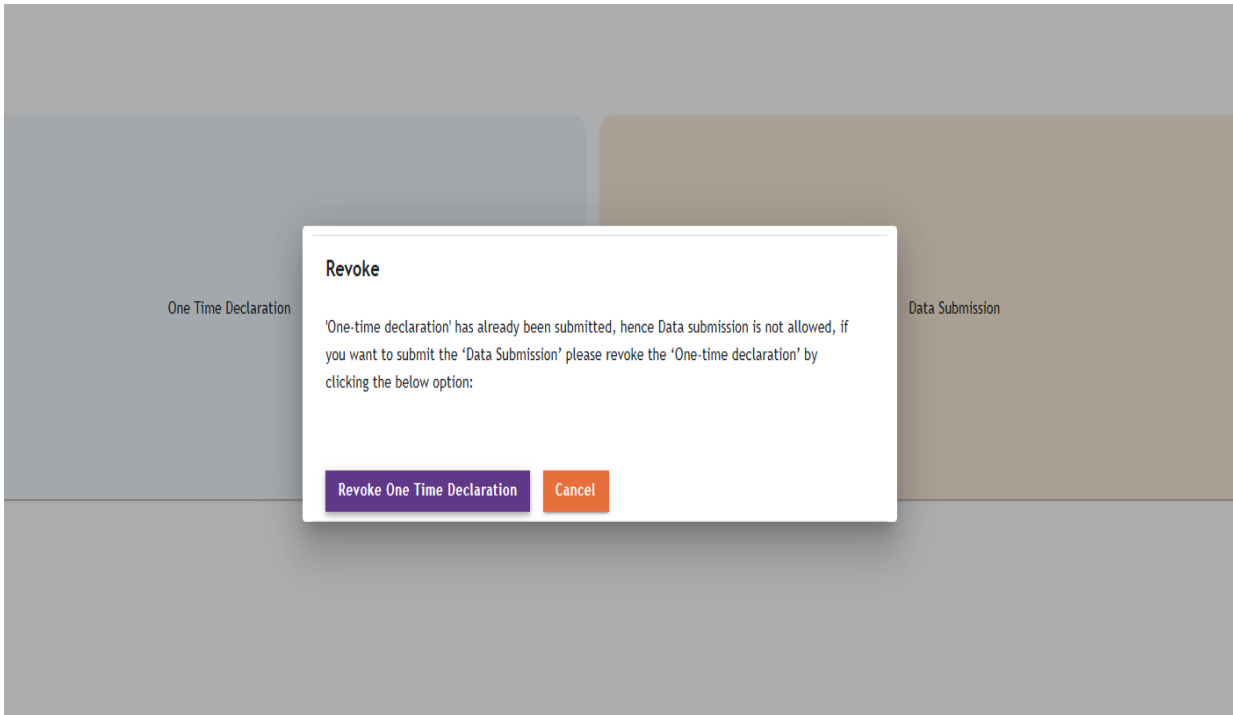 Revoke
One Time Declaration
Data Submission
'One-time declaration' has already been submitted, hence Data submission is not allowed, if
you want to submit the ‘Data Submission’ please revoke the ‘One-time declaration’ by
clicking the below option:
Revoke One Time Declaration
Cancel